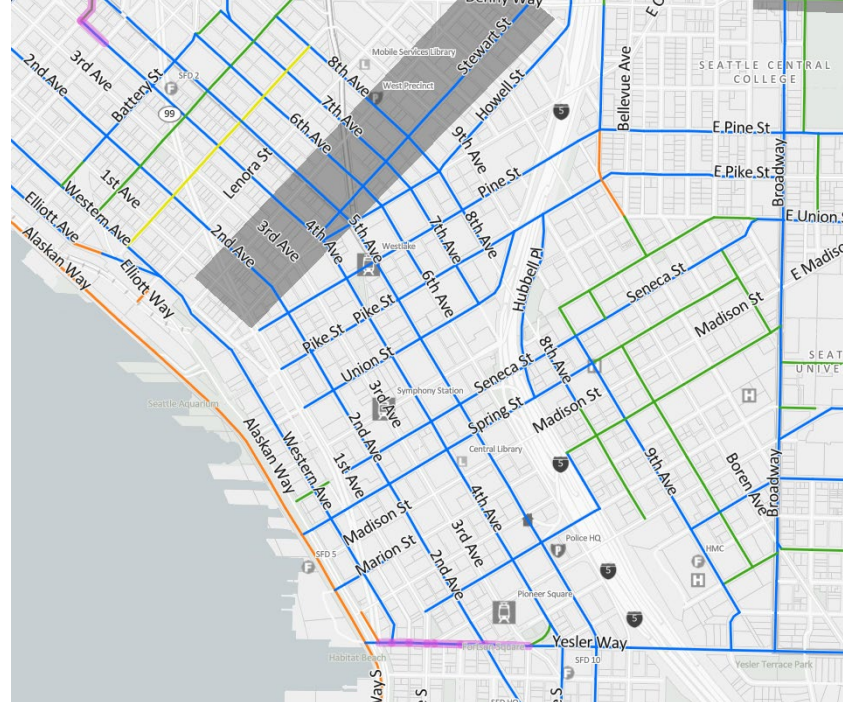 Denny Way
Stewart St
Mobile Services Library
SFD 2
West Precinct
Howell St
3rd Ave
2nd Ave
Battery St
8th Ave
7th Ave
6th Ave
9th Ave
Pine St
Bellevue Ave
SEATTLE CENTRAL
COLLEGE
E Pine St
E Pike St
Broadway
E Union St
99
5
1st Ave
Lenora St
3rd Ave
4th Ave
5th Ave
2nd Ave
Western Ave
Elliott Ave
Alaskan Way
Elliott Way
Westlake
8th Ave
7th Ave
6th Ave
Hubbell Pl
Pike St
Pike St
Union St
Seneca St
Madison St
Seneca St
8th Ave
Symphony Station
3rd Ave
2nd Ave
Spring St
Madison St
Central Library
Seattle Aquarium
Alaskan Way
Western Ave
1st Ave
Madison St
Marion St
4th Ave
3rd Ave
2nd Ave
9th Ave
Boren Ave
Broadway
5
Police HQ
HMC
F
H
H
H
SFD 5
F
Pioneer Square
5
5
Yesler Way
Habitat Beach
SFD 10
F
Yesler Terrace Park